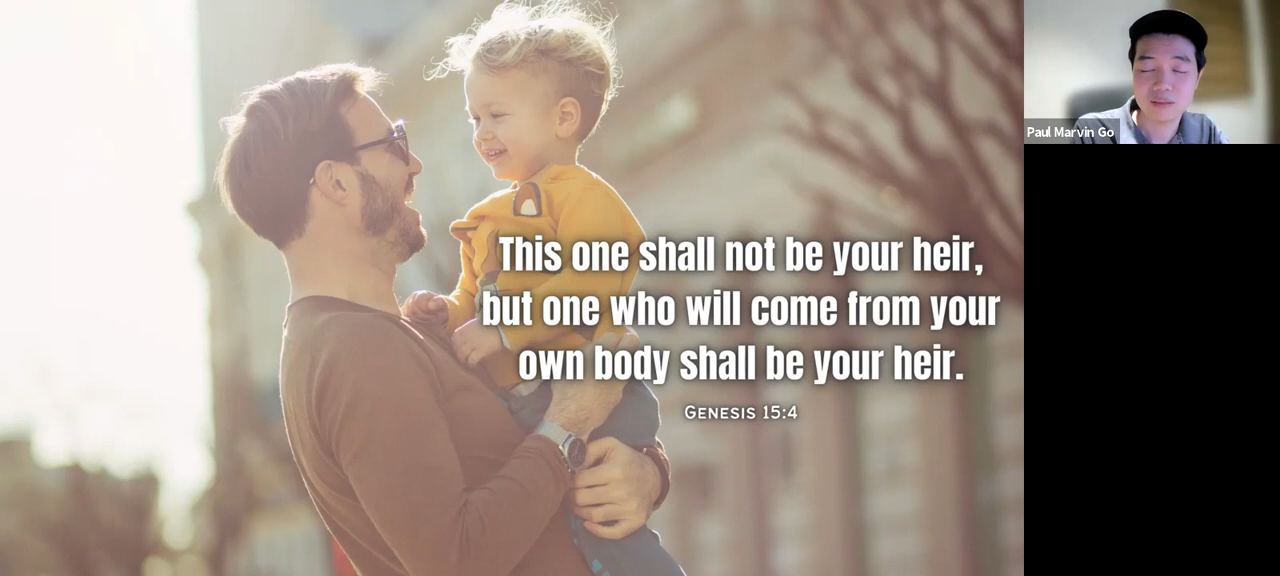 This one shall not be your heir,
but one who will come from your
own body shall be your heir.
Genesis 15:4
Paul Marvin Go